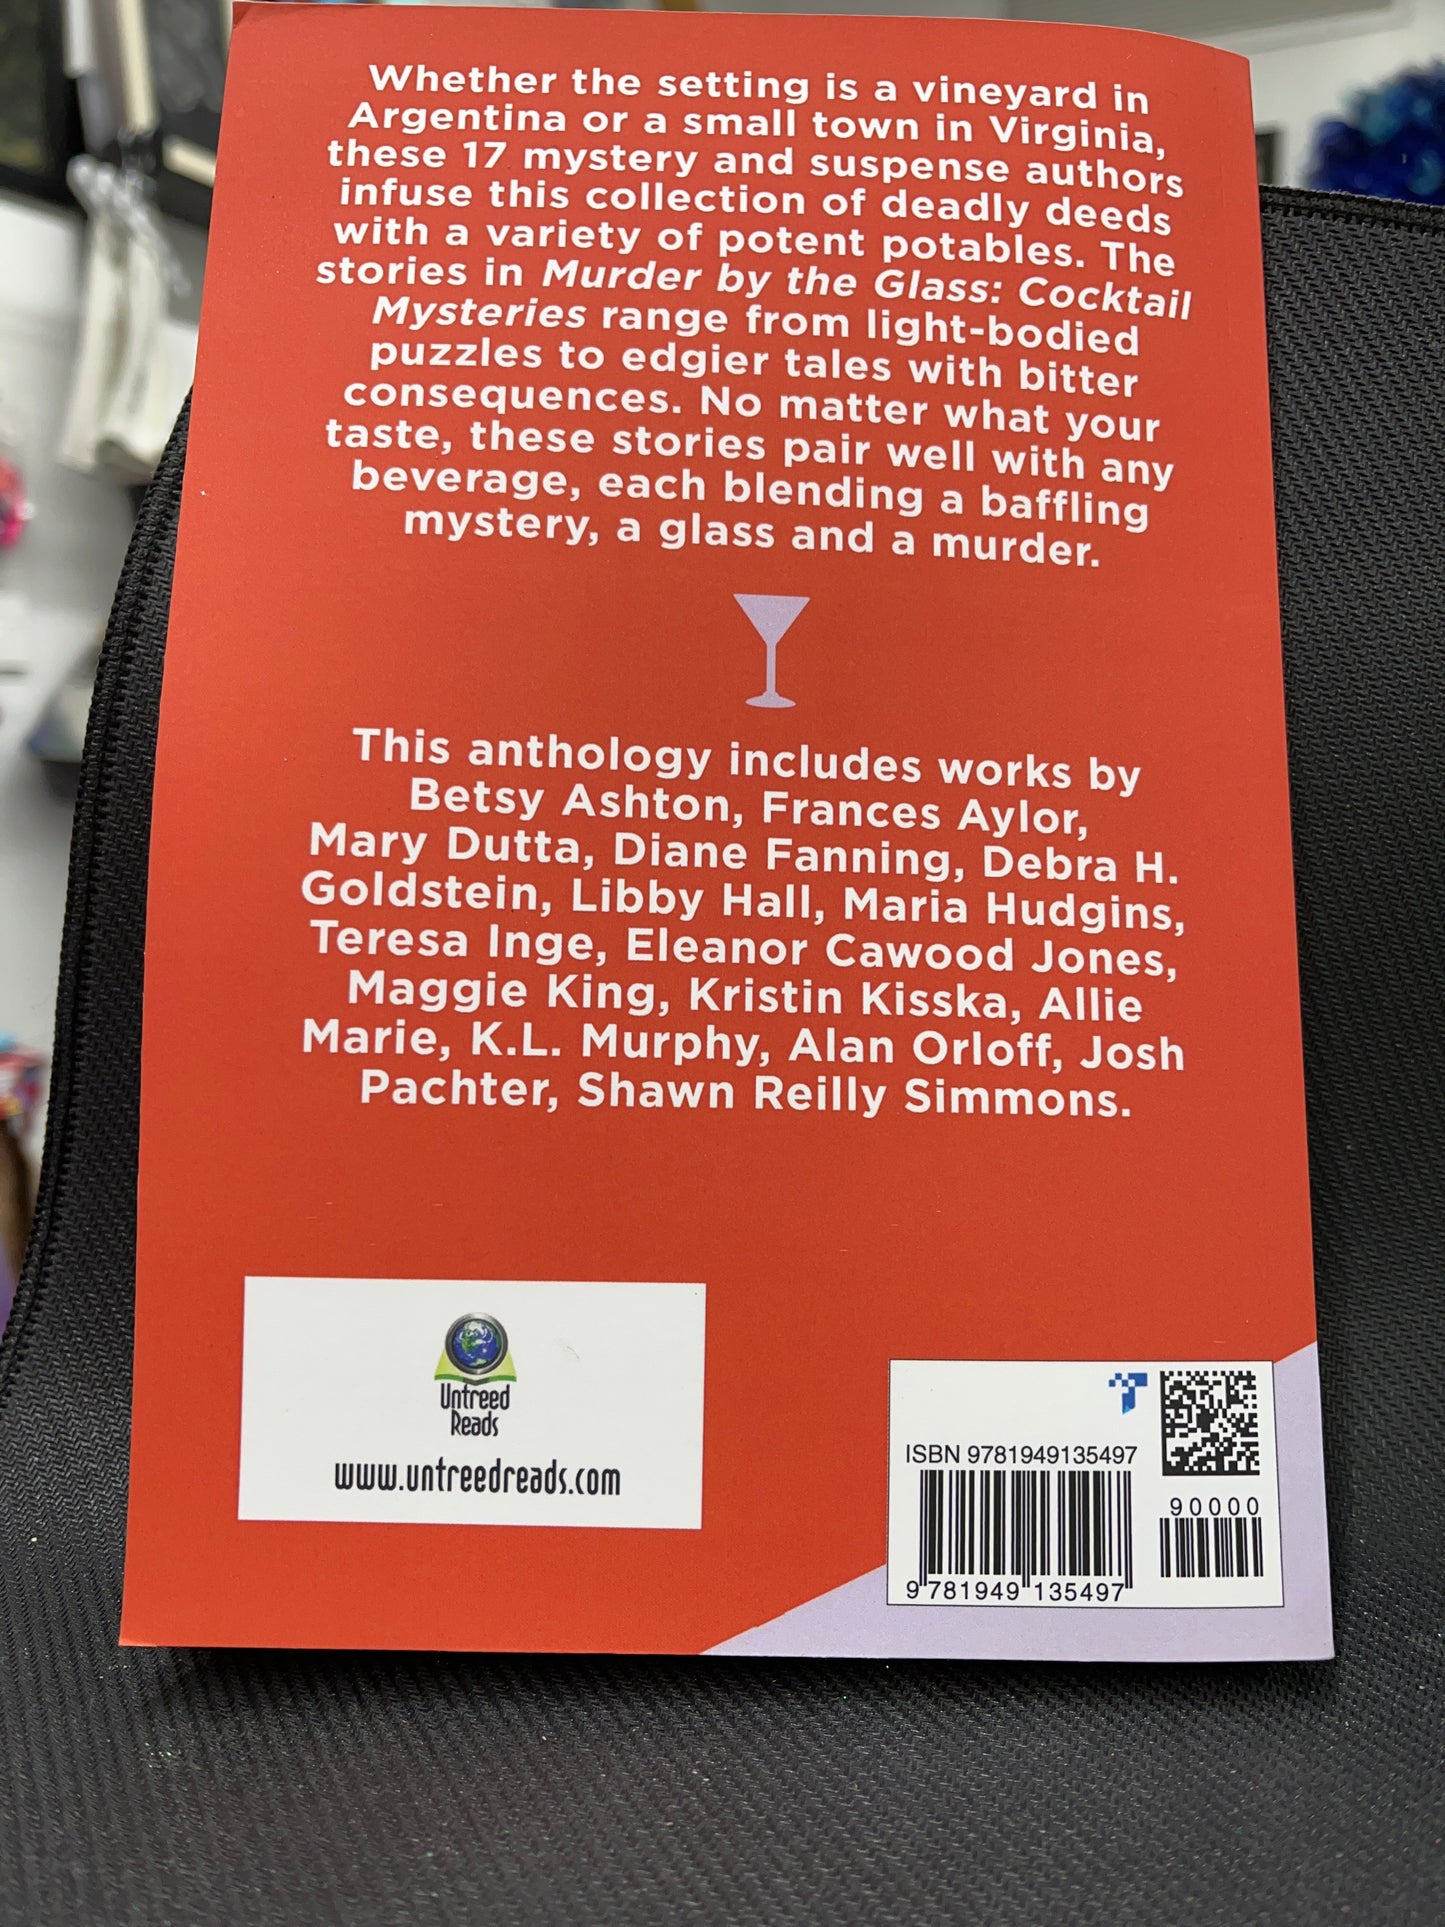 Whether the setting is a vineyard in
Argentina or a small town in Virginia,
these 17 mystery and suspense authors
infuse this collection of deadly deeds
with a variety of potent potables. The
stories in Murder by the Glass: Cocktail
Mysteries range from light-bodied
puzzles to edgier tales with bitter
consequences. No matter what your
taste, these stories pair well with any
beverage, each blending a baffling
mystery, a glass and a murder.
This anthology includes works by
Betsy Ashton, Frances Aylor,
Mary Dutta, Diane Fanning, Debra H.
Goldstein, Libby Hall, Maria Hudgins,
Teresa Inge, Eleanor Cawood Jones,
Maggie King, Kristin Kisska, Allie
Marie, K.L. Murphy, Alan Orloff, Josh
Pachter, Shawn Reilly Simmons.
Untreed
Reads
www.untreedreads.com
ISBN 9781949135497
90000
9 781949 135497